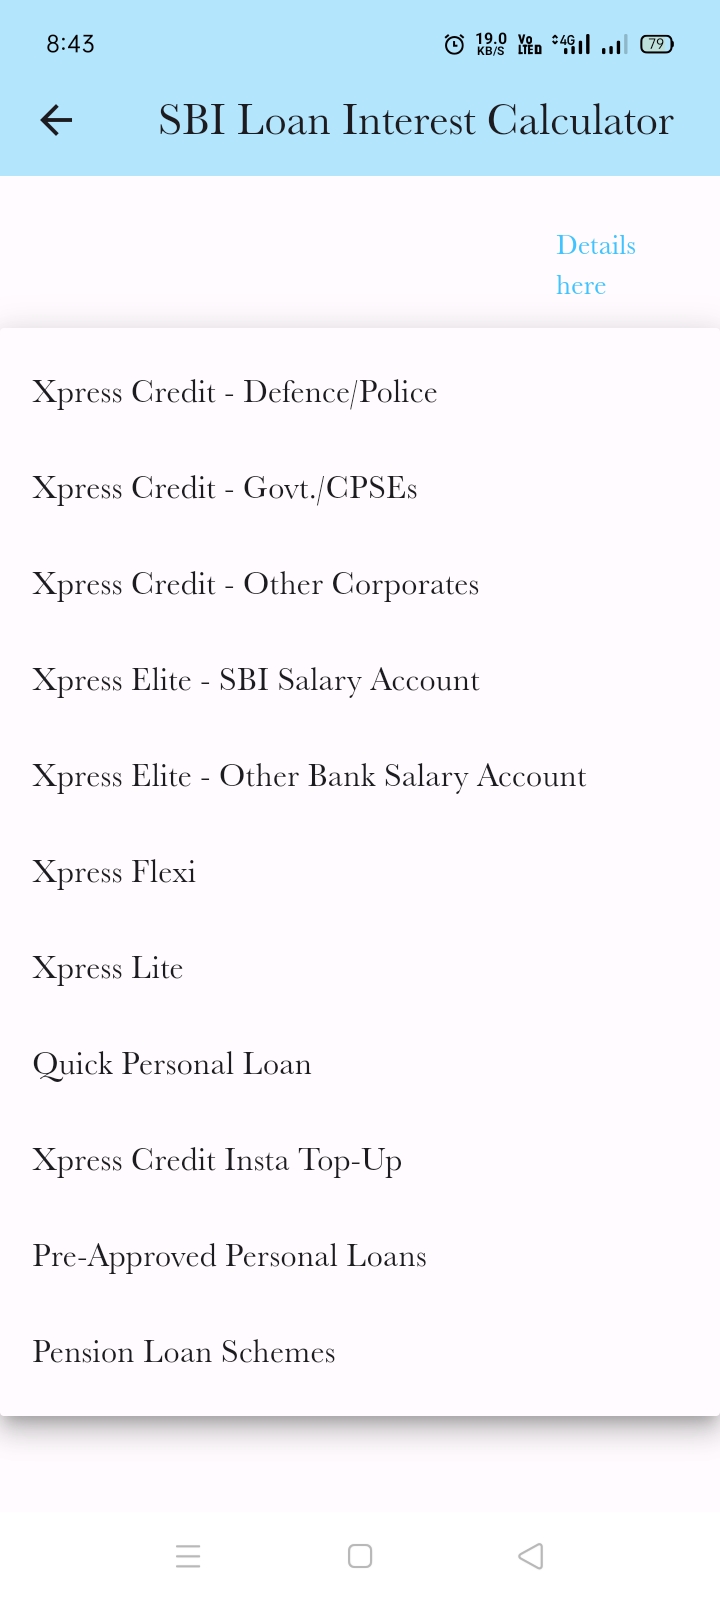 8:43
19.0
KB/S
Vo
LTED
4G
79
SBI Loan Interest Calculator
Details
here
Xpress Credit - Defence/Police
Xpress Credit - Govt./CPSEs
Xpress Credit - Other Corporates
Xpress Elite - SBI Salary Account
Xpress Elite - Other Bank Salary Account
Xpress Flexi
Xpress Lite
Quick Personal Loan
Xpress Credit Insta Top-Up
Pre-Approved Personal Loans
Pension Loan Schemes